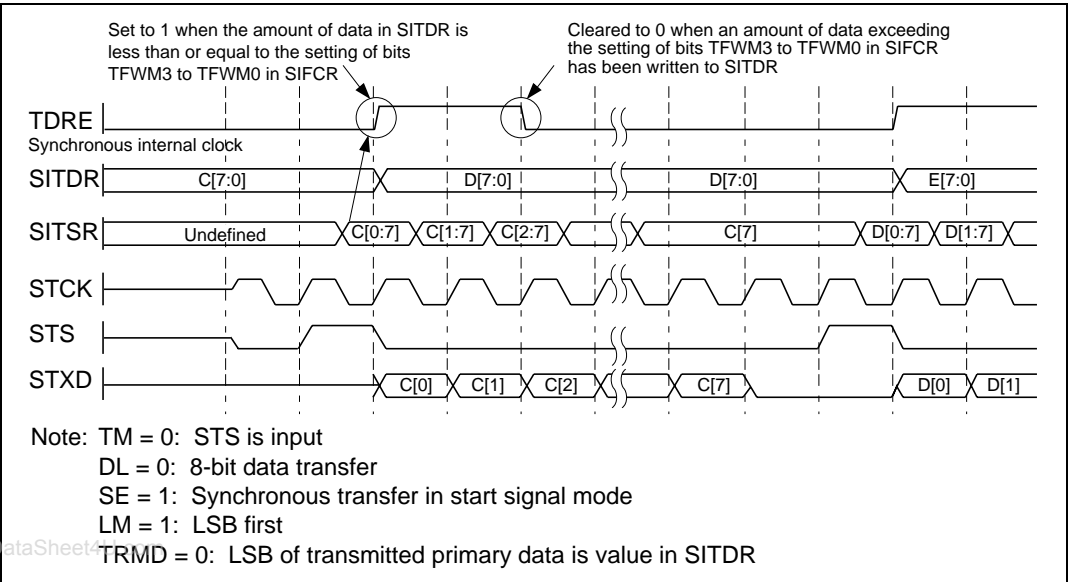 Set to 1 when the amount of data in SITDR is
less than or equal to the setting of bits
TFWM3 to TFWM0 in SIFCR
Cleared to 0 when an amount of data exceeding
the setting of bits TFWM3 to TFWM0 in SIFCR
has been written to SITDR
TDRE
Synchronous internal clock
SITDR C[7:0] D[7:0] D[7:0] E[7:0]
SITSR Undefined C[0:7] C[1:7] C[2:7] C[7] D[0:7] D[1:7]
STCK
STS
STXD C[0] C[1] C[2] C[7] D[0] D[1]
Note: TM = 0: STS is input
DL = 0: 8-bit data transfer
SE = 1: Synchronous transfer in start signal mode
LM = 1: LSB first
TRMD = 0: LSB of transmitted primary data is value in SITDR